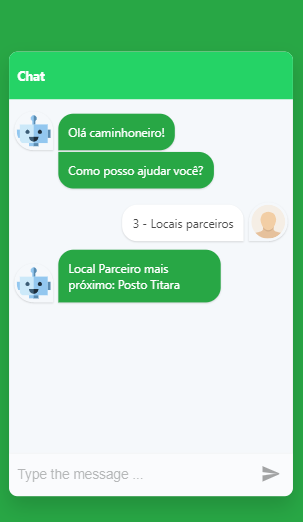 Chat
Olá caminhoneiro!
Como posso ajudar você?
3 - Locais parceiros
Local Parceiro mais
próximo: Posto Titara
Type the message ...